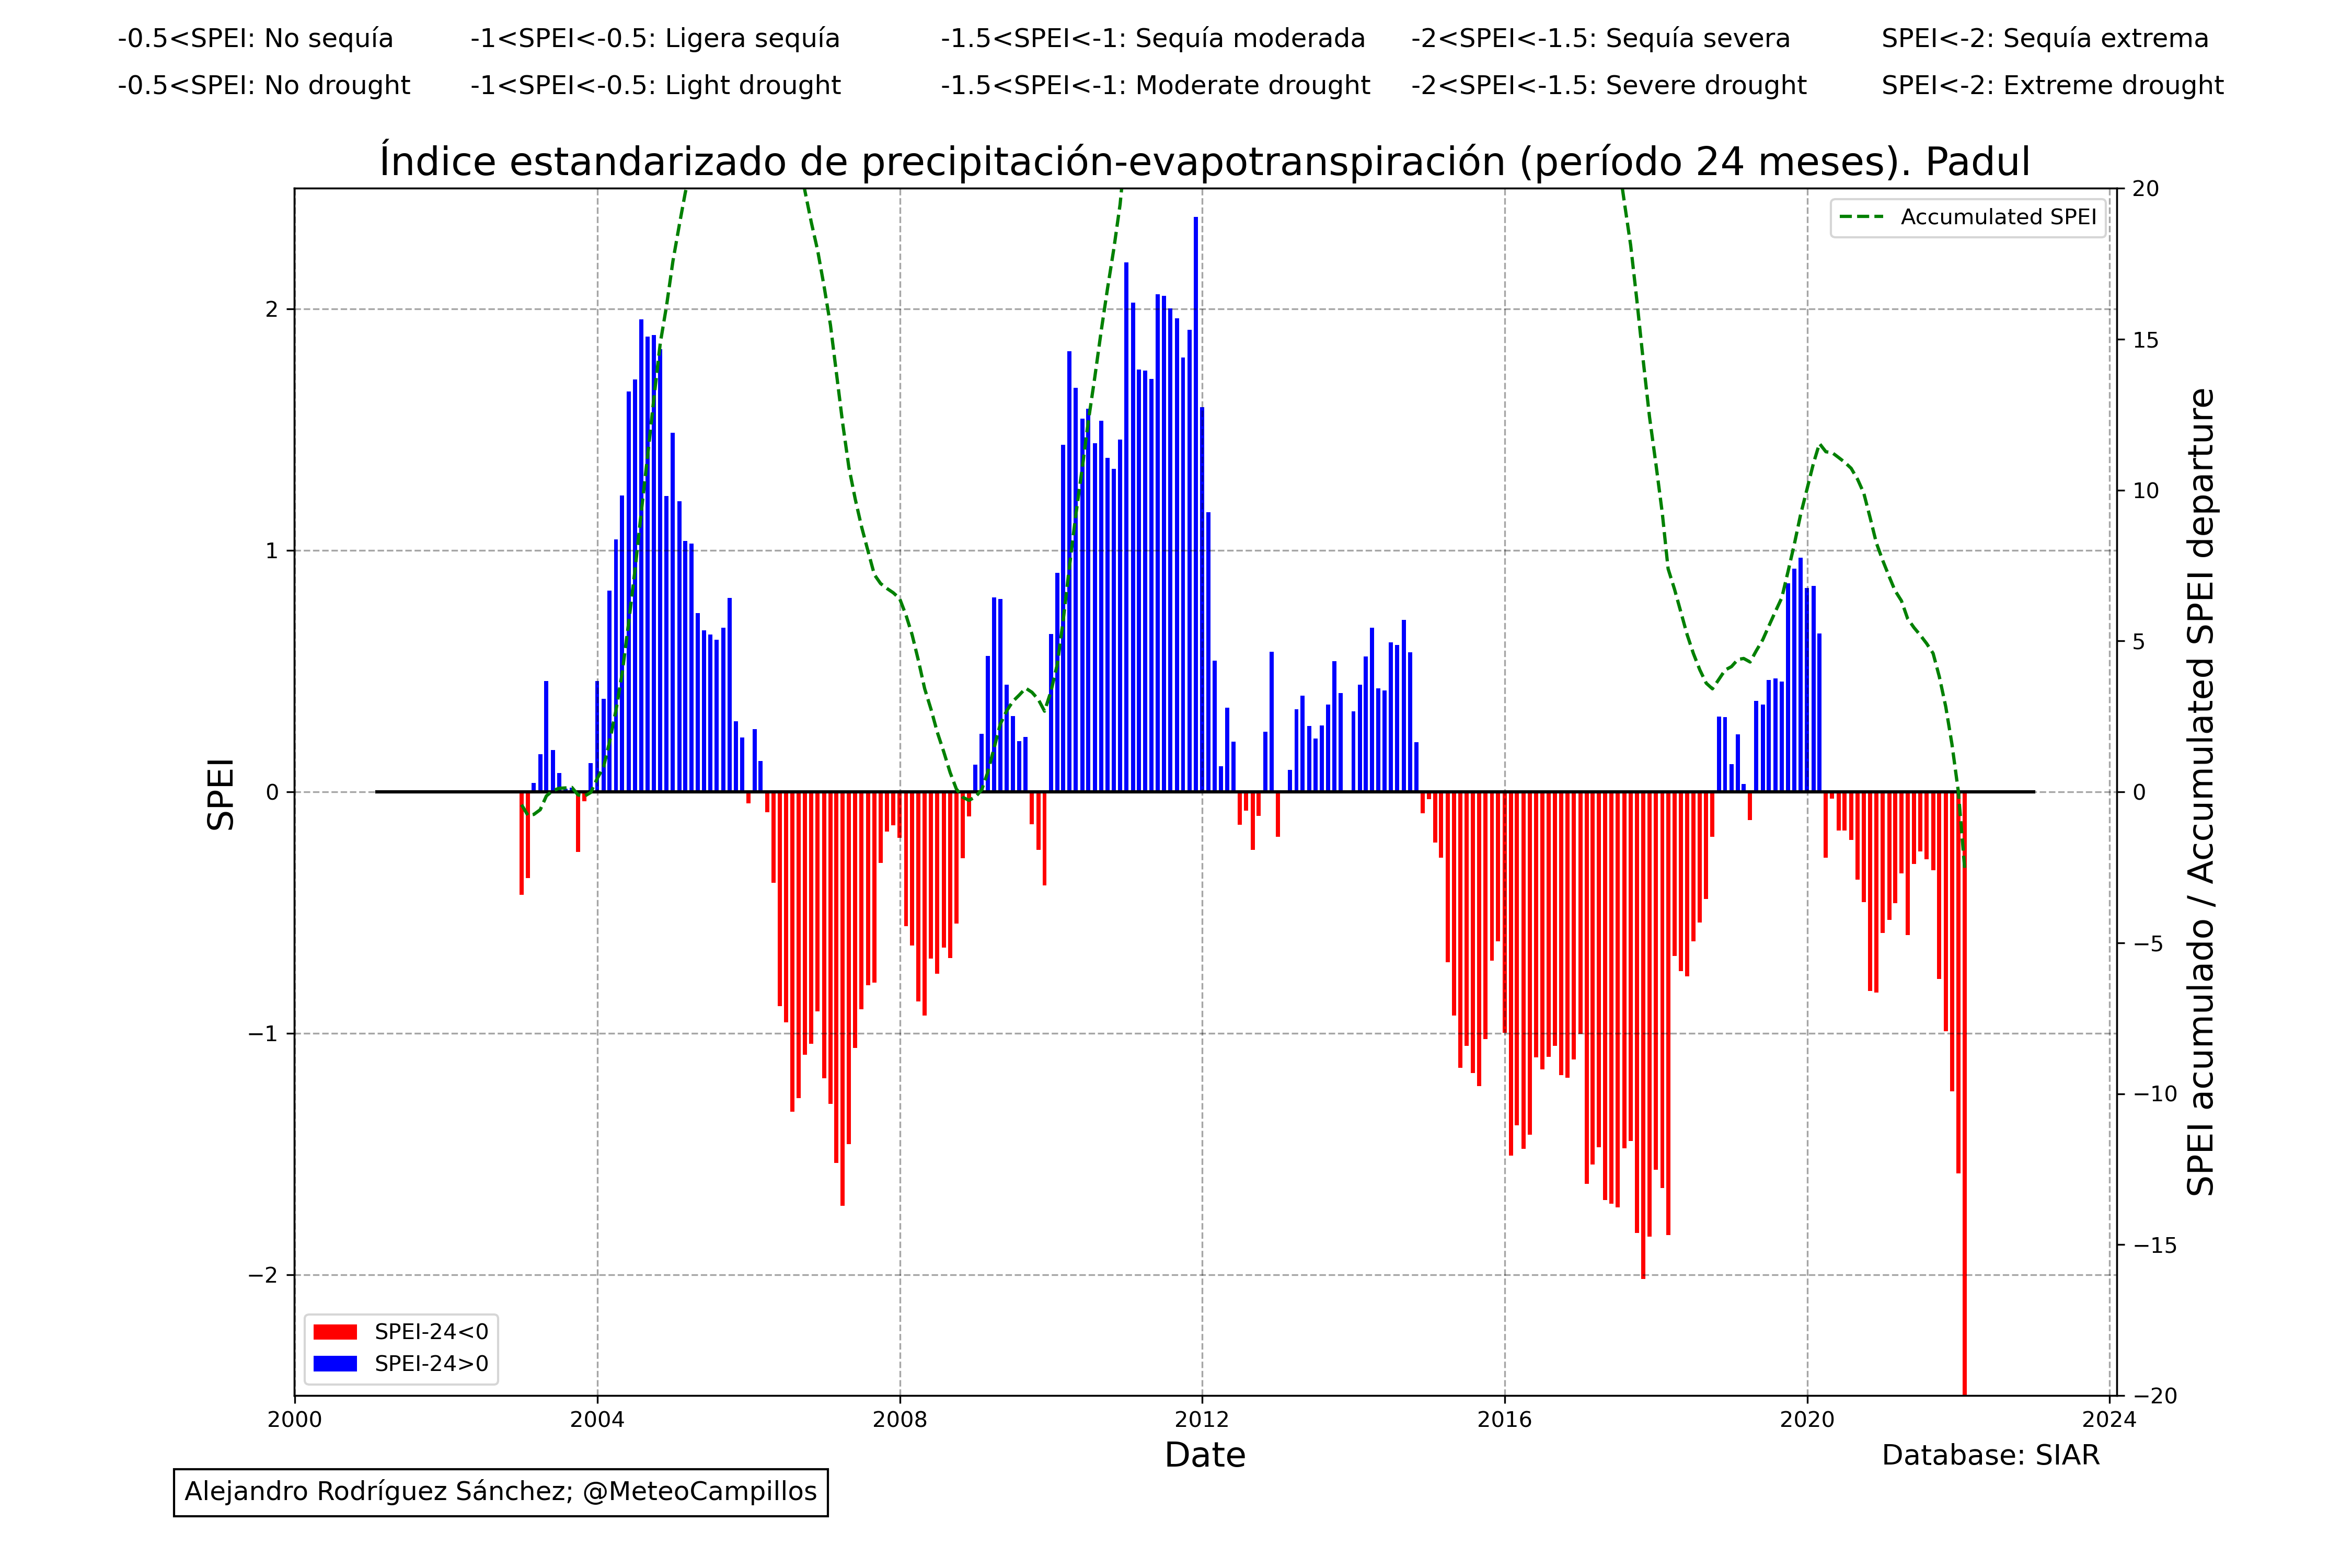 -0.5<SPEI: No sequía -1<SPEI<-0.5: Ligera sequía -1.5<SPEI<-1: Sequía moderada -2<SPEI<-1.5: Sequía severa SPEI<-2: Sequía extrema
-0.5<SPEI: No drought -1<SPEI<-0.5: Light drought -1.5<SPEI<-1: Moderate drought -2<SPEI<-1.5: Severe drought SPEI<-2: Extreme drought
Índice estandarizado de precipitación-evapotranspiración (período 24 meses). Padul
Accumulated SPEI
SPEI
2
1
0
−1
−2
20
15
10
5
0
−5
−10
−15
−20
SPEI acumulado / Accumulated SPEI departure
SPEI-24<0
SPEI-24>0
2000 2004 2008 2012 2016 2020 2024
Date
Database: SIAR
Alejandro Rodríguez Sánchez; @MeteoCampillos